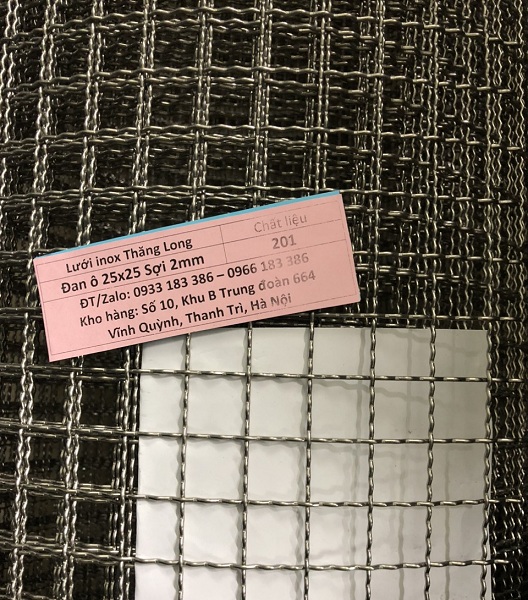 Lưới inox Thăng Long
Chất liệu
Đan ô 25x25 Sợi 2mm
201
ĐT/Zalo: 0933 183 386 – 0966 183 386
Kho hàng: Số 10, Khu B Trung đoàn 664
Vĩnh Quỳnh, Thanh Trì, Hà Nội